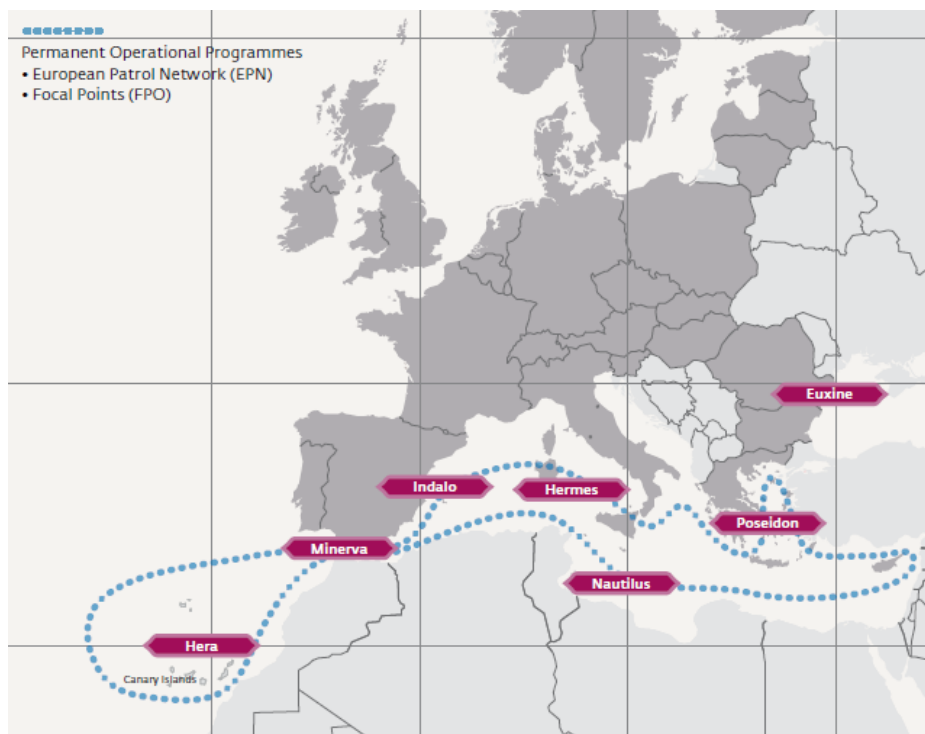 Permanent Operational Programmes
• European Patrol Network (EPN)
• Focal Points (FPO)
Euxine
Indalo
Hermes
Poseidon
Minerva
Nautilus
Hera
Canary Islands